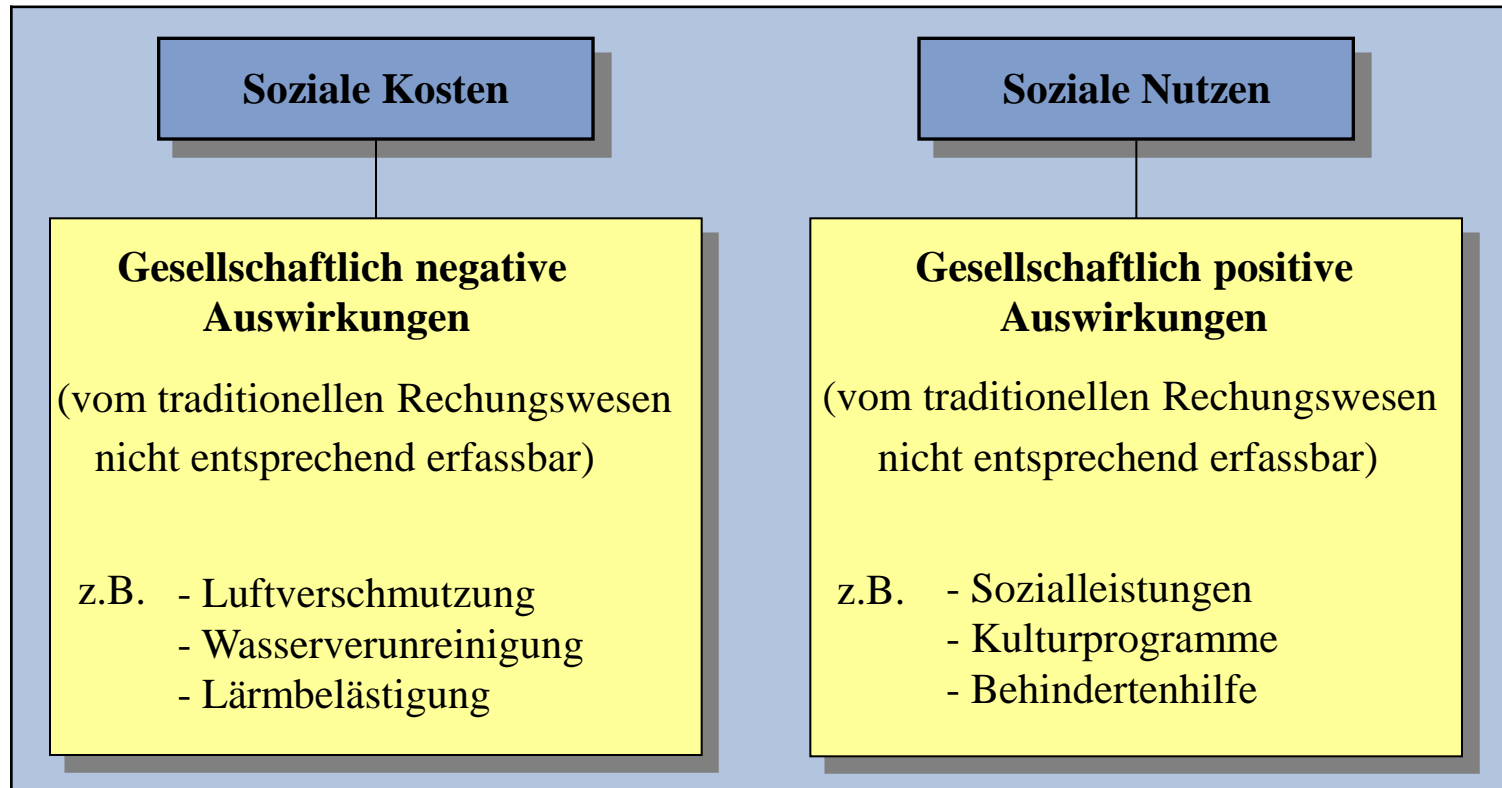 Soziale Kosten
Gesellschaftlich negative
Auswirkungen
(vom traditionellen Rechungswesen
nicht entsprechend erfassbar)
z.B. - Luftverschmutzung
- Wasserverunreinigung
- Lärmbelästigung
Soziale Nutzen
Gesellschaftlich positive
Auswirkungen
(vom traditionellen Rechungswesen
nicht entsprechend erfassbar)
z.B. - Sozialleistungen
- Kulturprogramme
- Behindertenhilfe